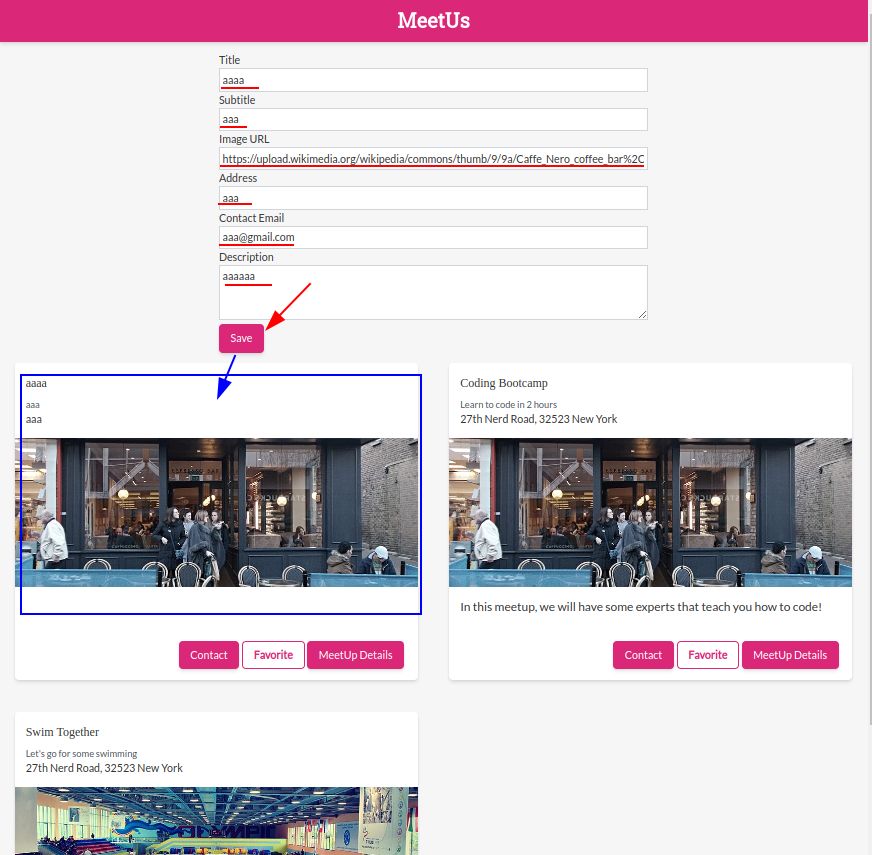 MeetUs
Title
aaaa
Subtitle
aaa
Image URL
https://upload.wikimedia.org/wikipedia/commons/thumb/9/9a/Caffe_Nero_coffee_bar%2C
Address
aaa
Contact Email
aaa@gmail.com
Description
aaaaaa
Save
aaaa
aaa
aaa
Contact Favorite MeetUp Details
Coding Bootcamp
Learn to code in 2 hours
27th Nerd Road, 32523 New York
In this meetup, we will have some experts that teach you how to code!
Contact Favorite MeetUp Details
Swim Together
Let's go for some swimming
27th Nerd Road, 32523 New York